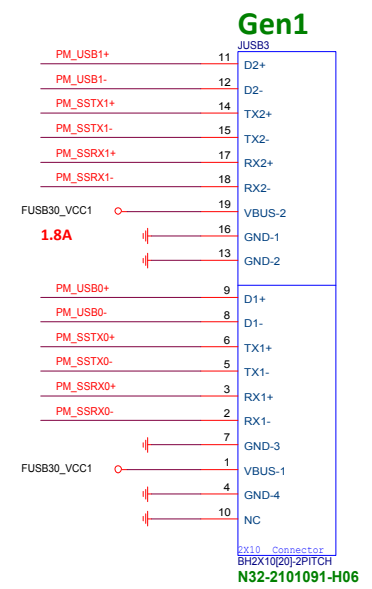 Gen1
JUSB3
PM_USB1+ 11 D2+
PM_USB1- 12 D2-
PM_SSTX1+ 14 TX2+
PM_SSTX1- 15 TX2-
PM_SSRX1+ 17 RX2+
PM_SSRX1- 18 RX2-
FUSB30_VCC1 19 VBUS-2
1.8A 16 GND-1
13 GND-2
PM_USB0+ 9 D1+
PM_USB0- 8 D1-
PM_SSTX0+ 6 TX1+
PM_SSTX0- 5 TX1-
PM_SSRX0+ 3 RX1+
PM_SSRX0- 2 RX1-
7 GND-3
FUSB30_VCC1 1 VBUS-1
4 GND-4
10 NC
2X10 Connector
BH2X10[20]-2PITCH
N32-2101091-H06